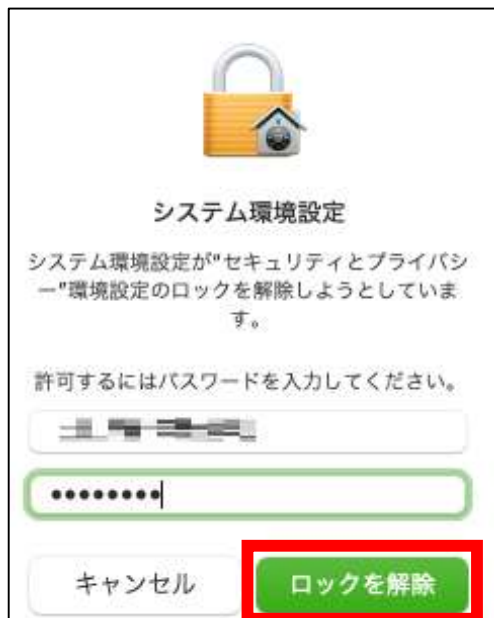 システム環境設定
システム環境設定が"セキュリティとプライバシ
ー"環境設定のロックを解除しようとしていま
す。
許可するにはパスワードを入力してください。
••••••••
キャンセル
ロックを解除